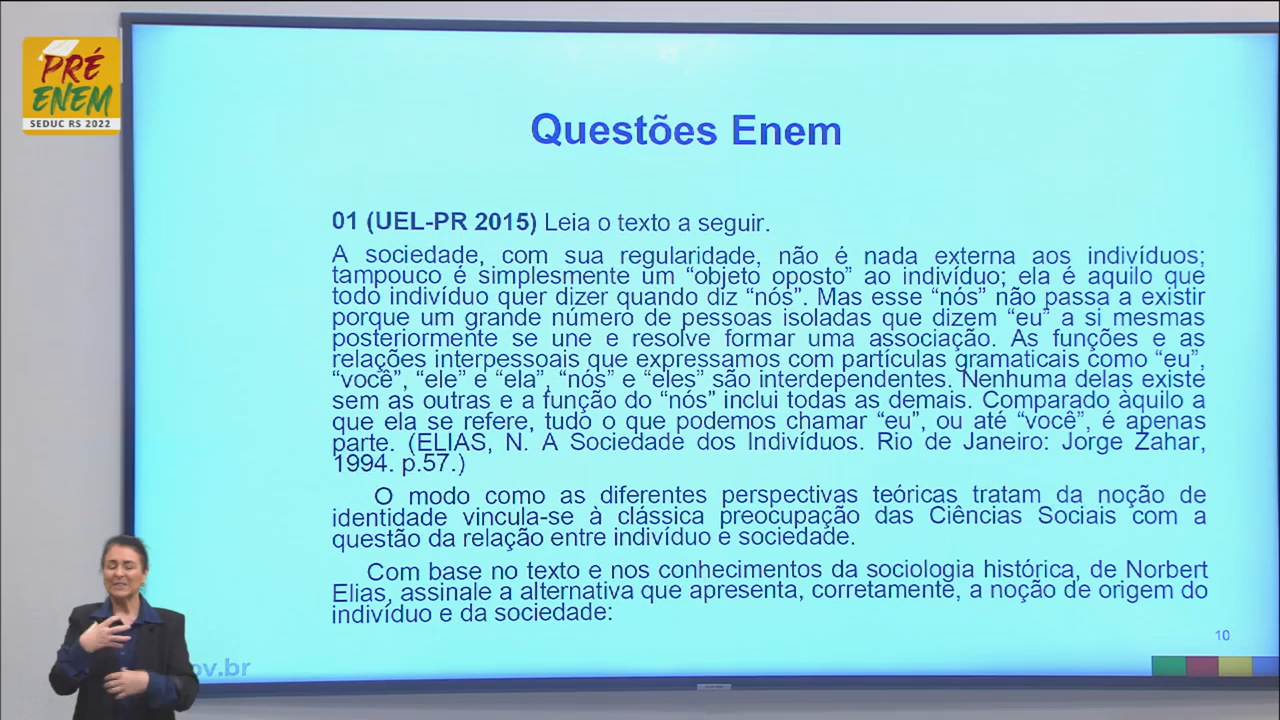 PRÉ
ENEM
SEDUC RS 2022
Questões Enem
01 (UEL-PR 2015) Leia o texto a seguir.
A sociedade, com sua regularidade, não é nada externa aos indivíduos;
tampouco é simplesmente um “objeto oposto” ao indivíduo; ela é aquilo que
todo indivíduo quer dizer quando diz “nós”. Mas esse “nós” não passa a existir
porque um grande número de pessoas isoladas que dizem “eu” a si mesmas
posteriormente se une e resolve formar uma associação. As funções e as
relações interpessoais que expressamos com partículas gramaticais como “eu”,
“você”, “ele” e “ela”, “nós” e “eles” são interdependentes. Nenhuma delas existe
sem as outras e a função do “nós” inclui todas as demais. Comparado àquilo a
que ela se refere, tudo o que podemos chamar “eu”, ou até “você”, é apenas
parte. (ELIAS, N. A Sociedade dos Indivíduos. Rio de Janeiro: Jorge Zahar,
1994. p.57.)
O modo como as diferentes perspectivas teóricas tratam da noção de
identidade vincula-se à clássica preocupação das Ciências Sociais com a
questão da relação entre indivíduo e sociedade.
Com base no texto e nos conhecimentos da sociologia histórica, de Norbert
Elias, assinale a alternativa que apresenta, corretamente, a noção de origem do
indivíduo e da sociedade:
10
ov.br